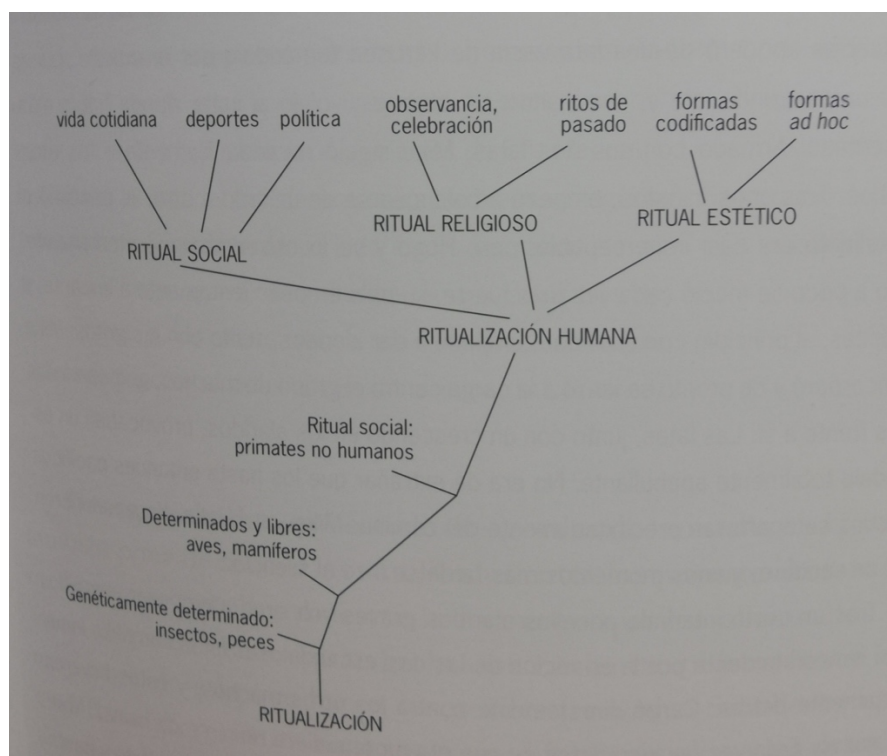 vida cotidiana
deportes
política
observancia,
celebración
ritos de
pasado
formas
codificadas
formas
ad hoc
RITUAL SOCIAL
RITUAL RELIGIOSO
RITUAL ESTÉTICO
RITUALIZACIÓN HUMANA
Ritual social:
primates no humanos
Determinados y libres:
aves, mamíferos
Genéticamente determinado:
insectos, peces
RITUALIZACIÓN